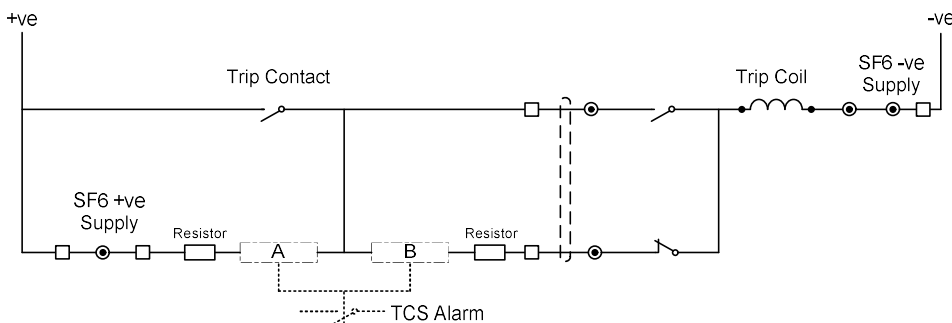 +ve
-ve
Trip Contact
Trip Coil
SF6 -ve
Supply
SF6 +ve
Supply
Resistor
A
B
Resistor
TCS Alarm